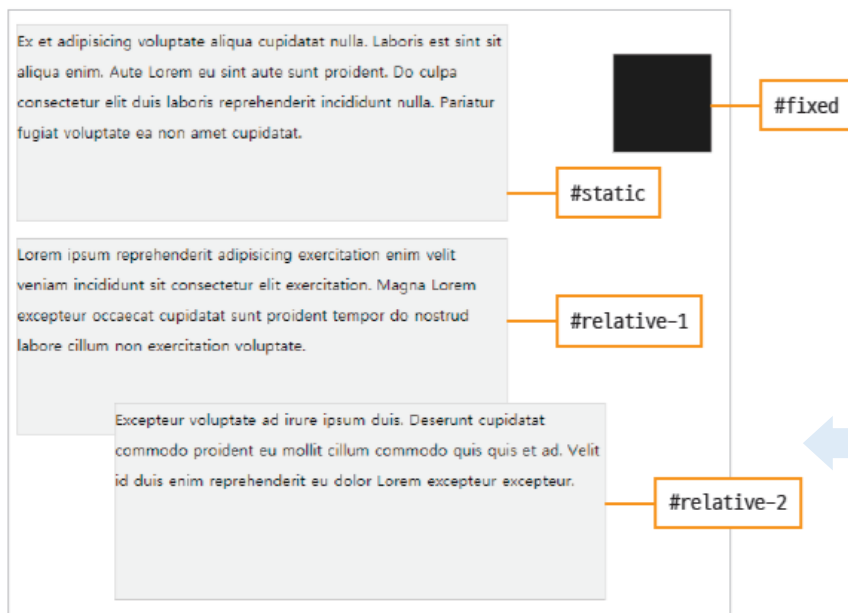 Ex et adipisicing voluptate aliqua cupidatat nulla. Laboris est sint sit
aliqua enim. Aute Lorem eu sint aute sunt proident. Do culpa
consectetur elit duis laboris reprehenderit incididunt nulla. Pariatur
fugiat voluptate ea non amet cupidatat.
#fixed
#static
Lorem ipsum reprehenderit adipisicing exercitation enim velit
veniam incididunt sit consectetur elit exercitation. Magna Lorem
excepteur occaecat cupidatat sunt proident tempor do nostrud
labore cillum non exercitation voluptate.
#relative-1
Excepteur voluptate ad irure ipsum duis. Deserunt cupidatat
commodo proident eu mollit cillum commodo quis quis et ad. Velit
id duis enim reprehenderit eu dolor Lorem excepteur excepteur.
#relative-2